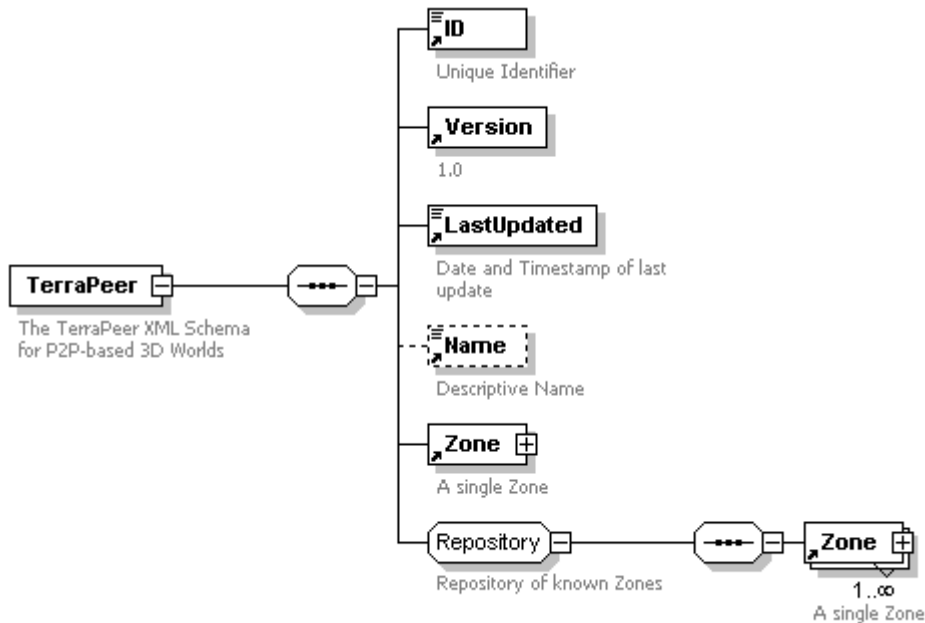 ID
Unique Identifier
Version
1.0
LastUpdated
Date and Timestamp of last
update
TerraPeer
The TerraPeer XML Schema
for P2P-based 3D Worlds
Name
Descriptive Name
Zone
A single Zone
Repository
Repository of known Zones
Zone
1..∞
A single Zone